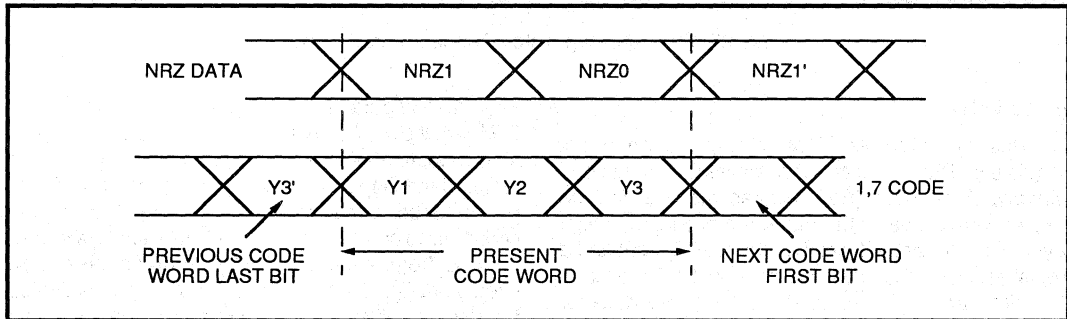 NRZ DATA NRZ1 NRZ0 NRZ1'
Y3' Y1 Y2 Y3 1,7 CODE
PREVIOUS CODE
WORD LAST BIT
PRESENT
CODE WORD
NEXT CODE WORD
FIRST BIT